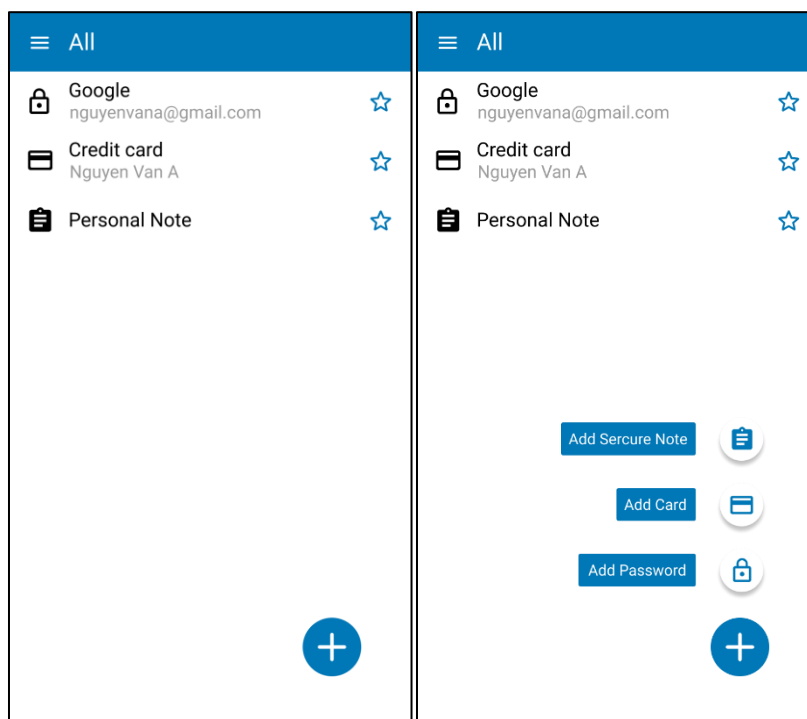 All
Google
nguyenvana@gmail.com
Credit card
Nguyen Van A
Personal Note
All
Google
nguyenvana@gmail.com
Credit card
Nguyen Van A
Personal Note
Add Sercure Note
Add Card
Add Password